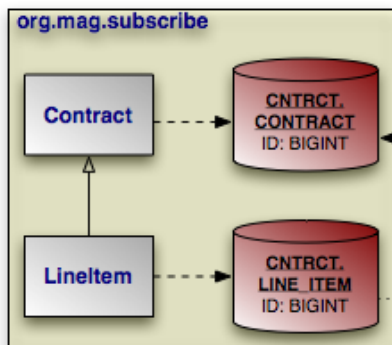 org.mag.subscribe
Contract
CNTRCT.
CONTRACT
ID: BIGINT
LineItem
CNTRCT.
LINE_ITEM
ID: BIGINT